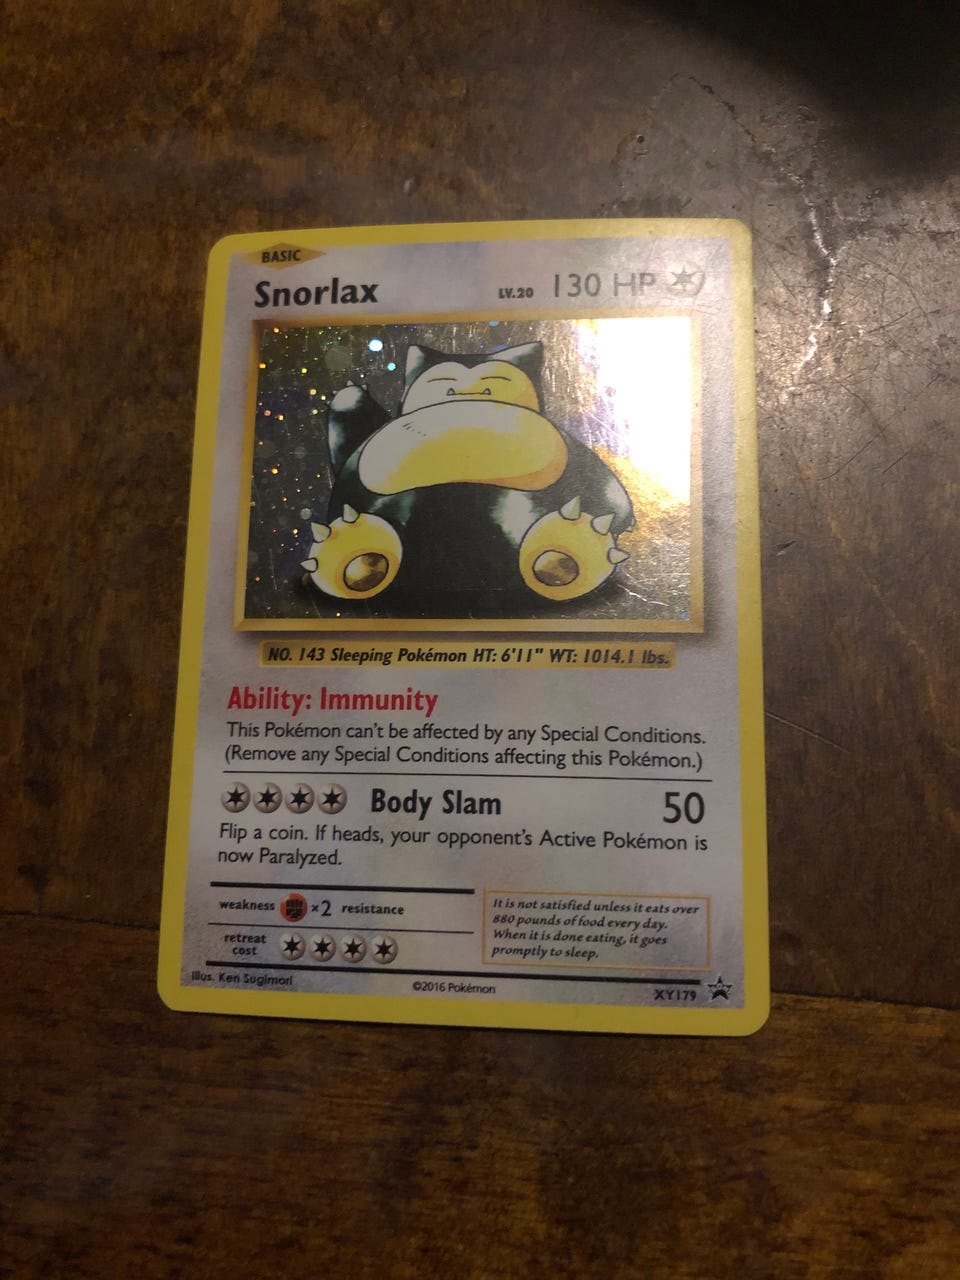 BASIC
Snorlax LV.20 130 HP
NO. 143 Sleeping Pokémon HT: 6'11" WT: 1014.1 lbs.
Ability: Immunity
This Pokémon can't be affected by any Special Conditions.
(Remove any Special Conditions affecting this Pokémon.)
Body Slam 50
Flip a coin. If heads, your opponent's Active Pokémon is
now Paralyzed.
weakness ×2 resistance
retreat
cost
It is not satisfied unless it eats over
880 pounds of food every day.
When it is done eating, it goes
promptly to sleep.
Illus. Ken Sugimori
©2016 Pokémon
XY179